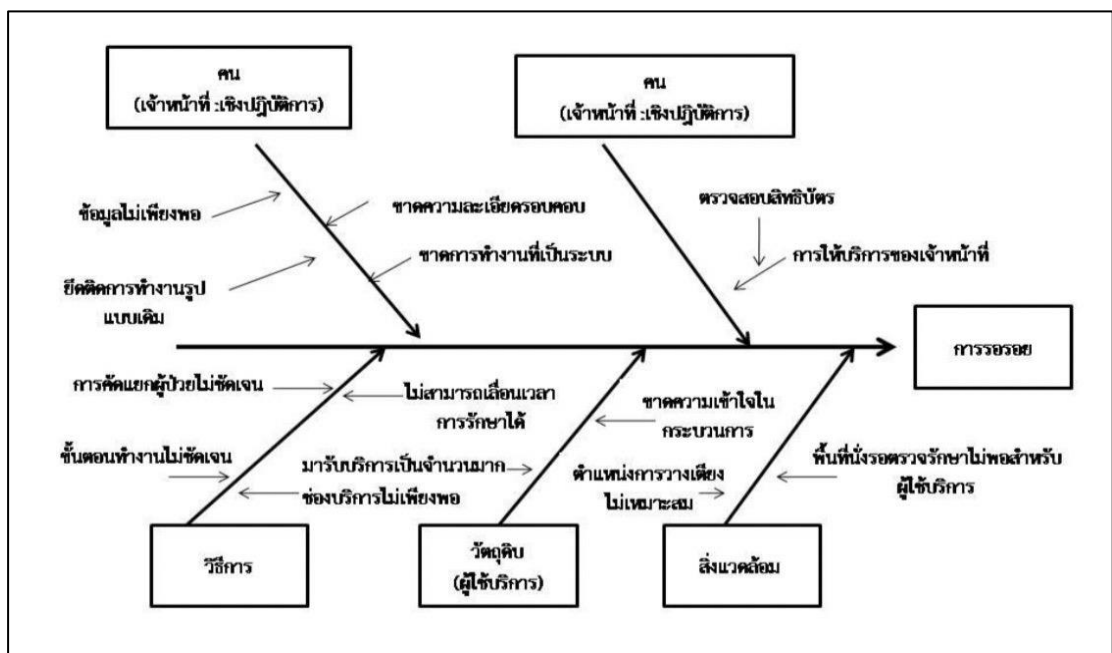 คน
(เจ้าหน้าที่ :เชิงปฏิบัติการ)
คน
(เจ้าหน้าที่ :เชิงปฏิบัติการ)
ข้อมูลไม่เพียงพอ
ขาดความละเอียดรอบคอบ
ขาดการทำงานที่เป็นระบบ
ยึดติดการทำงานรูป
แบบเดิม
ตรวจสอบสิทธิบัตร
การให้บริการของเจ้าหน้าที่
การรอรอย
การคัดแยกผู้ป่วยไม่ชัดเจน
ไม่สามารถเลื่อนเวลา
การรักษาได้
ขั้นตอนทำงานไม่ชัดเจน
ช่องบริการไม่เพียงพอ
ขาดความเข้าใจใน
กระบวนการ
มารับบริการเป็นจำนวนมาก
ตำแหน่งการวางเตียง
ไม่เหมาะสม
พื้นที่นั่งรอตรวจรักษาไม่พอสำหรับ
ผู้ใช้บริการ
วิธีการ
วัตถุดิบ
(ผู้ใช้บริการ)
สิ่งแวดล้อม